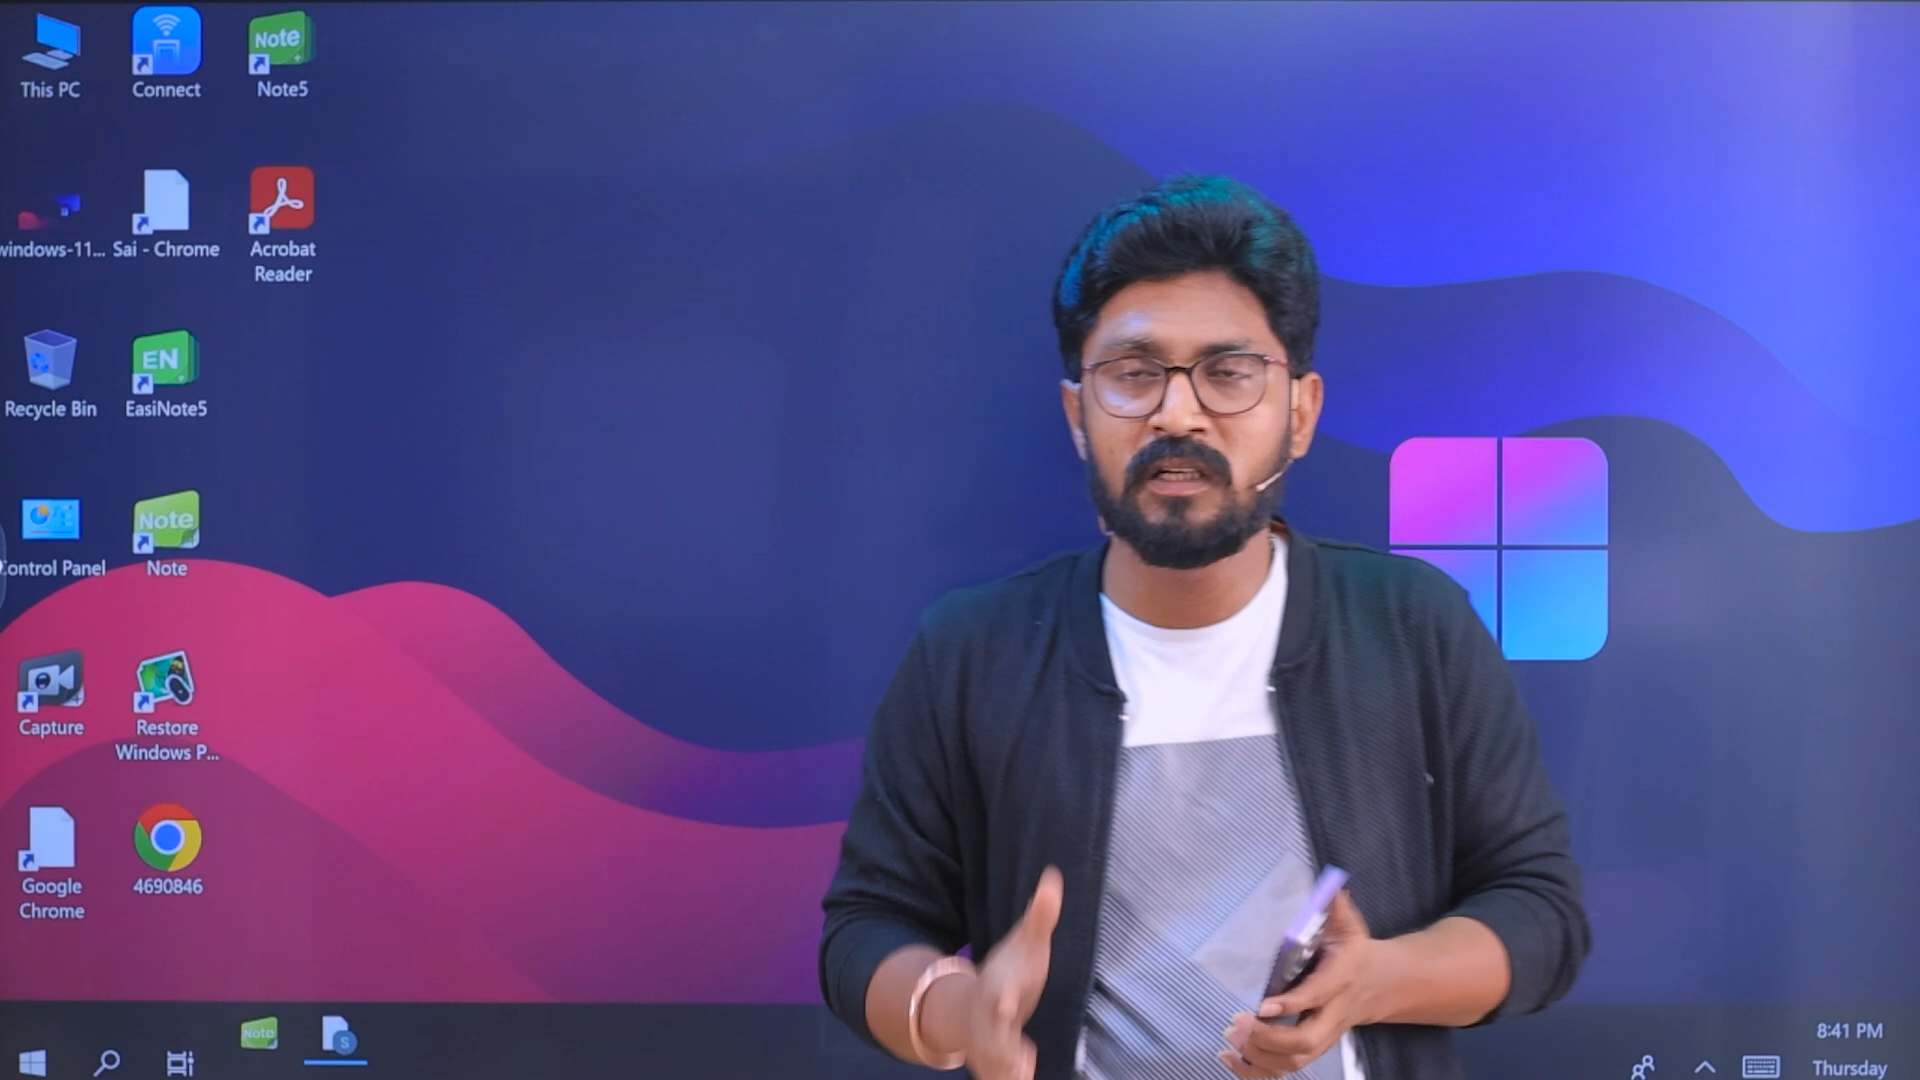 This PC
Connect
Note
Note5
windows-11...
Sai - Chrome
Acrobat
Reader
Recycle Bin
EN
EasiNote5
ontrol Panel
Note
Note
Capture
Restore
Windows P...
Google
Chrome
4690846
Note
S
8:41 PM
Thursday